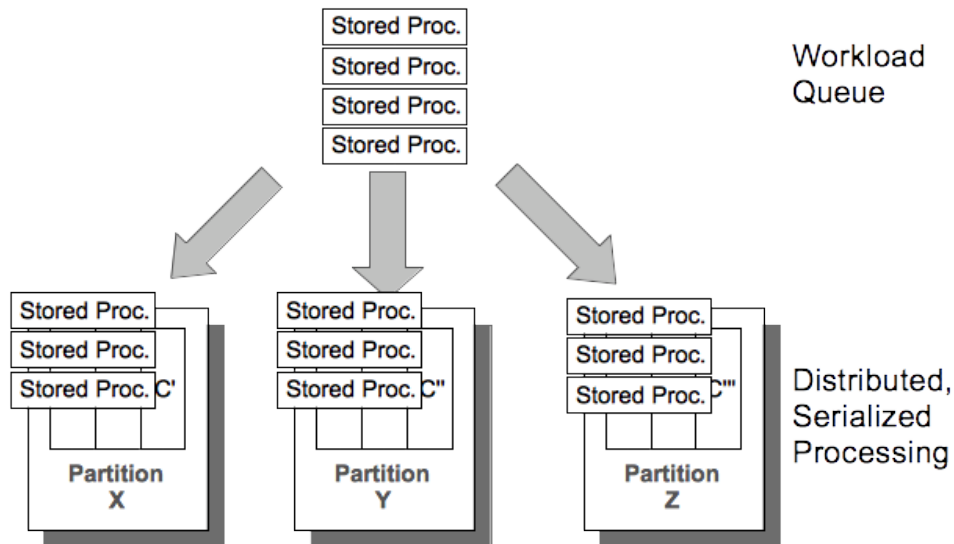 Stored Proc.
Stored Proc.
Stored Proc.
Stored Proc.
Workload
Queue
Stored Proc.
Stored Proc.
Stored Proc. C'
Partition
X
Stored Proc.
Stored Proc.
Stored Proc. C''
Partition
Y
Stored Proc.
Stored Proc.
Stored Proc. C'''
Partition
Z
Distributed,
Serialized
Processing